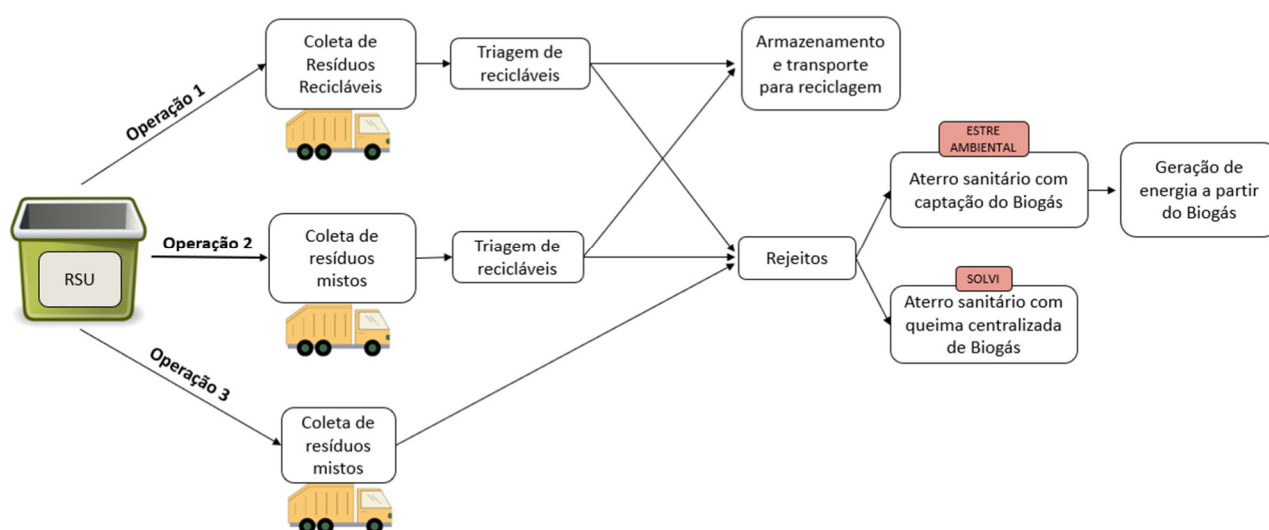 Operação 1
Coleta de
Resíduos
Recicláveis
Triagem de
recicláveis
Armazenamento
e transporte
para reciclagem
RSU
Operação 2
Coleta de
resíduos
mistos
Triagem de
recicláveis
Rejeitos
ESTRE
AMBIENTAL
Aterro sanitário com
captação do Biogás
Geração de
energia a partir
do Biogás
SOLVI
Aterro sanitário com
queima centralizada
de Biogás
Operação 3
Coleta de
resíduos
mistos